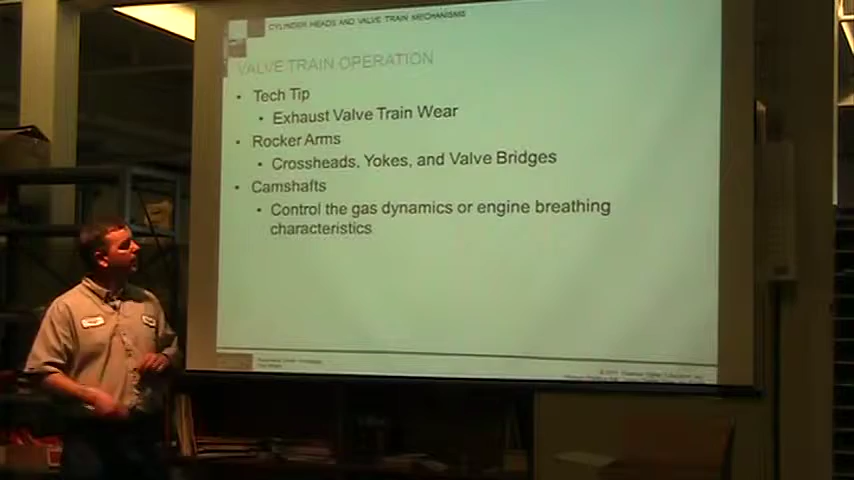 CYLINDER HEADS AND VALVE TRAIN MECHANISMS
VALVE TRAIN OPERATION
• Tech Tip
• Exhaust Valve Train Wear
• Rocker Arms
• Crossheads, Yokes, and Valve Bridges
• Camshafts
• Control the gas dynamics or engine breathing
characteristics